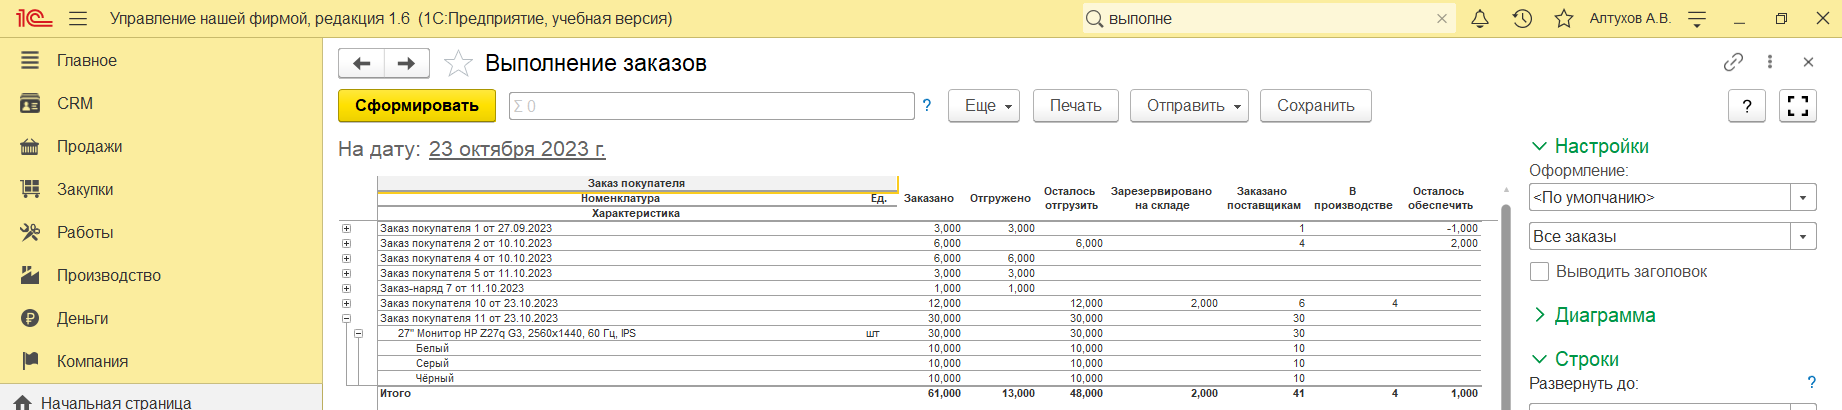 1С Управление нашей фирмой, редакция 1.6 (1С:Предприятие, учебная версия) выполне Алтухов А.В.
Главное
CRM
Продажи
Закупки
Работы
Производство
Деньги
Компания
Начальная страница
Выполнение заказов
Сформировать Σ 0 ? Еще Печать Отправить Сохранить ?
На дату: 23 октября 2023 г.
Заказ покупателя
Номенклатура Ед.
Характеристика
Заказано Отгружено Осталось отгрузить Зарезервировано на складе Заказано поставщикам В производстве Осталось обеспечить
Заказ покупателя 1 от 27.09.2023 3,000 3,000 1 -1,000
Заказ покупателя 2 от 10.10.2023 6,000 6,000 4 2,000
Заказ покупателя 4 от 10.10.2023 6,000 6,000
Заказ покупателя 5 от 11.10.2023 3,000 3,000
Заказ-наряд 7 от 11.10.2023 1,000 1,000
Заказ покупателя 10 от 23.10.2023 12,000 12,000 2,000 6 4
Заказ покупателя 11 от 23.10.2023 30,000 30,000 30
27" Монитор HP Z27q G3, 2560x1440, 60 Гц, IPS шт 30,000 30,000 30
Белый 10,000 10,000 10
Серый 10,000 10,000 10
Чёрный 10,000 10,000 10
Итого 61,000 13,000 48,000 2,000 41 4 1,000
Настройки
Оформление:
<По умолчанию>
Все заказы
Выводить заголовок
Диаграмма
Строки
Развернуть до: ?